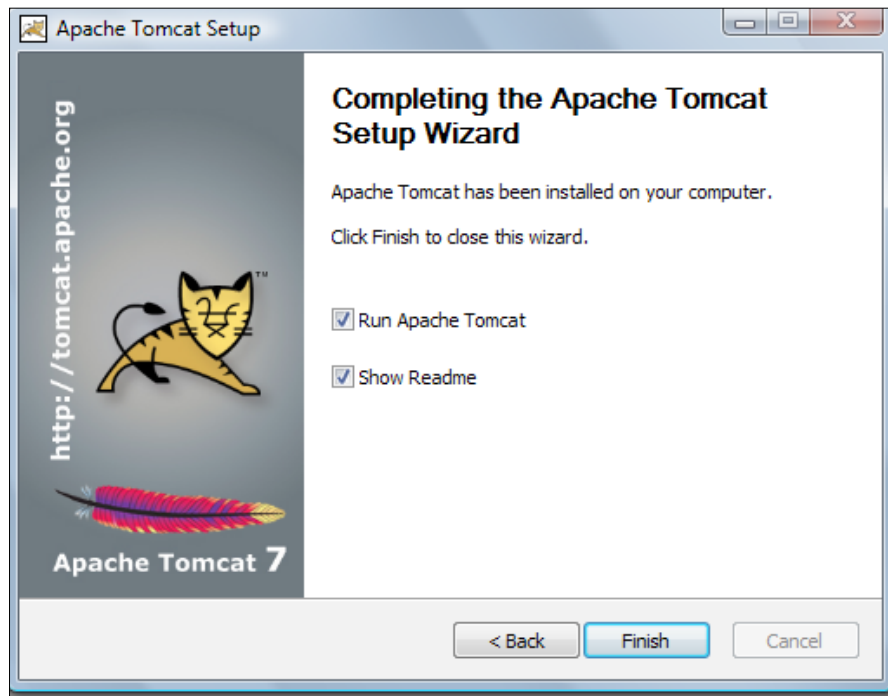 Apache Tomcat Setup
http://tomcat.apache.org
TM
Apache Tomcat 7
Completing the Apache Tomcat
Setup Wizard
Apache Tomcat has been installed on your computer.
Click Finish to close this wizard.
Run Apache Tomcat
Show Readme
< Back
Finish
Cancel